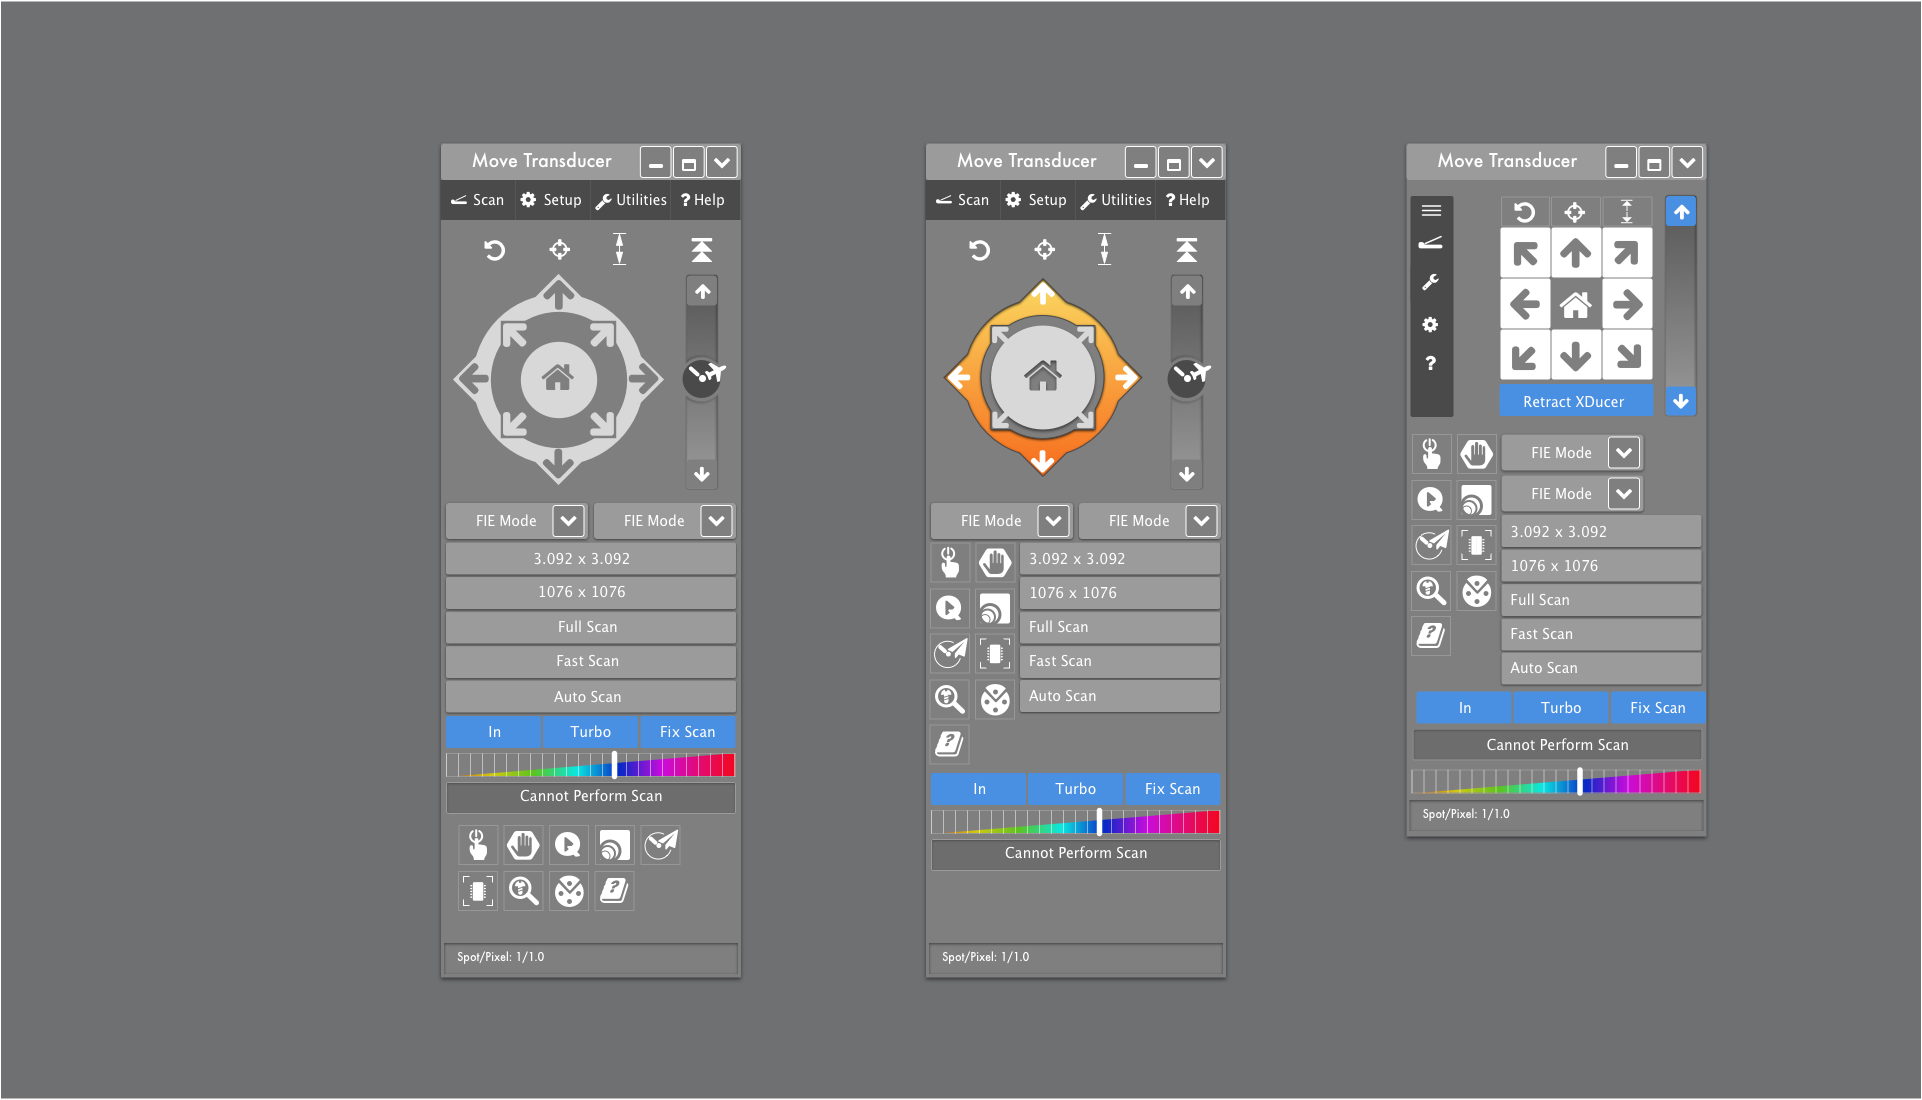 Move Transducer
Scan Setup Utilities ? Help
FIE Mode FIE Mode
3.092 x 3.092
1076 x 1076
Full Scan
Fast Scan
Auto Scan
In Turbo Fix Scan
Cannot Perform Scan
Spot/Pixel: 1/1.0
Move Transducer
Scan Setup Utilities ? Help
FIE Mode FIE Mode
3.092 x 3.092
1076 x 1076
Full Scan
Fast Scan
Auto Scan
In Turbo Fix Scan
Cannot Perform Scan
Spot/Pixel: 1/1.0
Move Transducer
?
Retract XDucer
FIE Mode
FIE Mode
3.092 x 3.092
1076 x 1076
Full Scan
Fast Scan
Auto Scan
In Turbo Fix Scan
Cannot Perform Scan
Spot/Pixel: 1/1.0